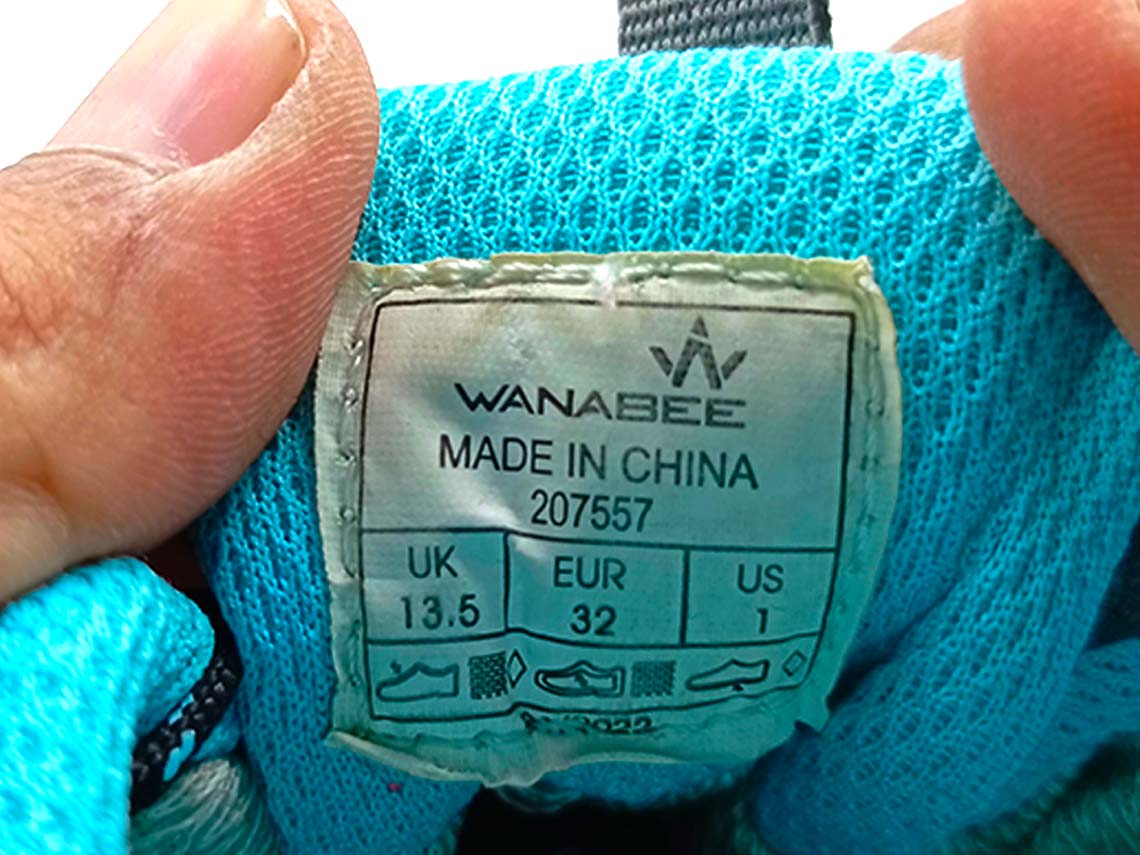 WANABEE
MADE IN CHINA
207557
UK EUR US
13.5 32 1